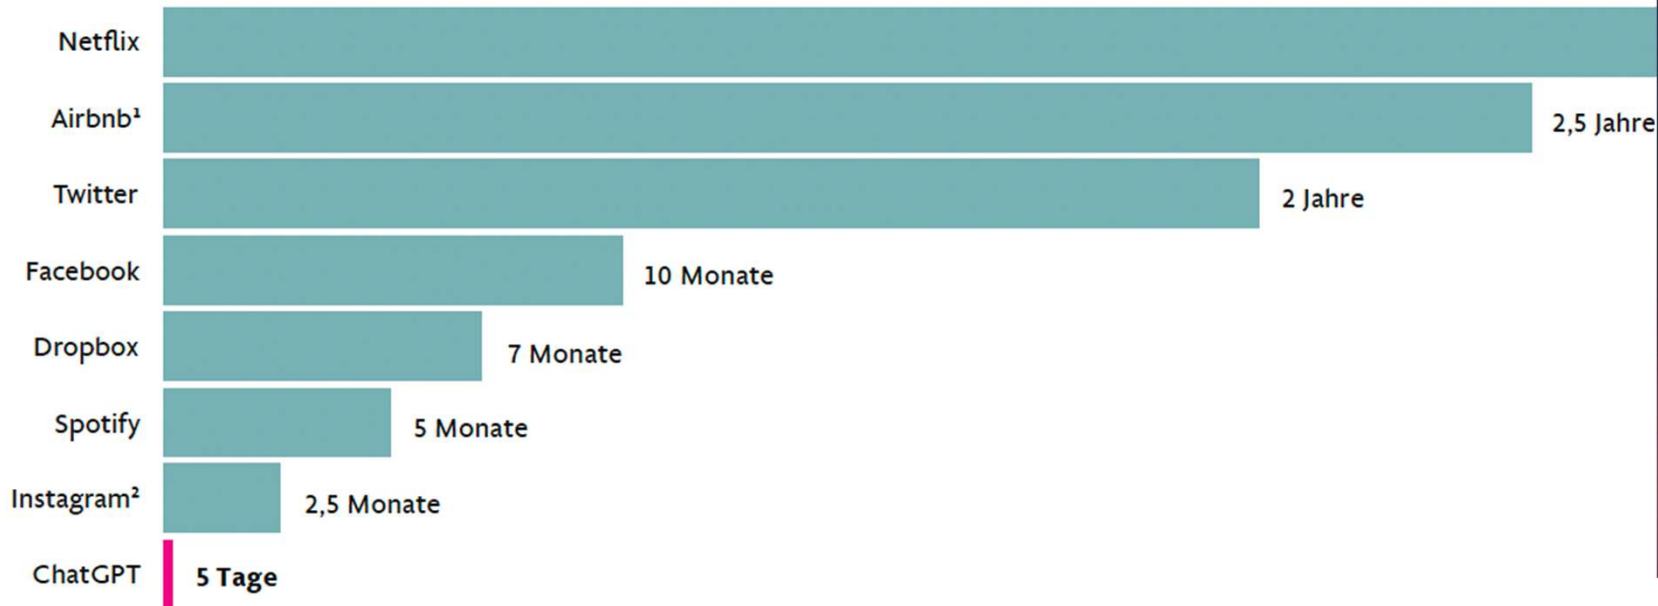 Netflix
Airbnb¹ 2,5 Jahre
Twitter 2 Jahre
Facebook 10 Monate
Dropbox 7 Monate
Spotify 5 Monate
Instagram² 2,5 Monate
ChatGPT 5 Tage